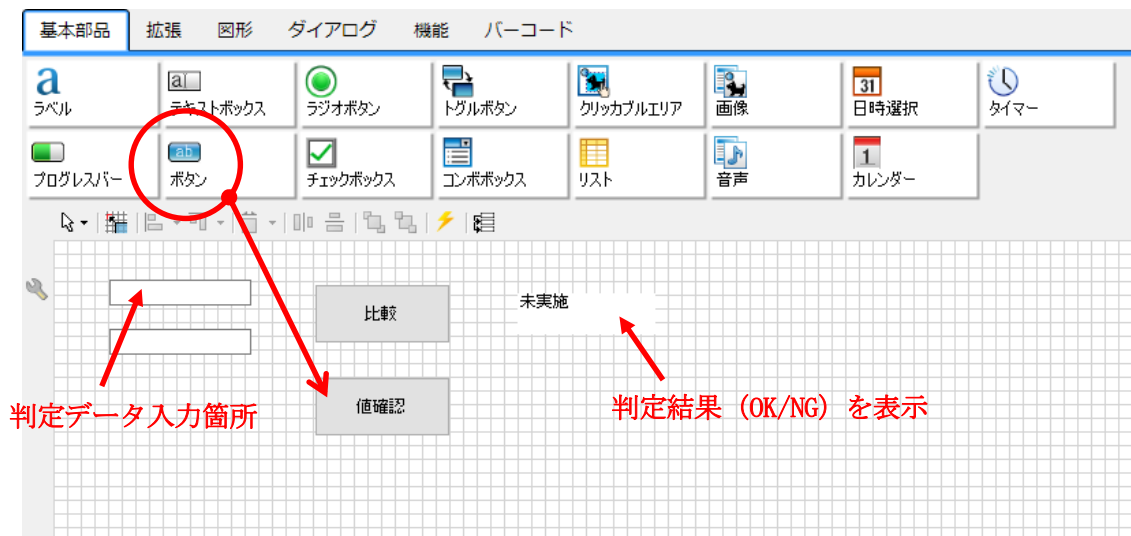 基本部品 拡張 図形 ダイアログ 機能 バーコード
a a| 31
ラベル テキストボックス ラジオボタン トグルボタン クリッカブルエリア 画像 日時選択 タイマー
ab 1
プログレスバー ボタン チェックボックス コンボボックス リスト 音声 カレンダー
比較 未実施
値確認
判定データ入力箇所 判定結果（OK/NG）を表示